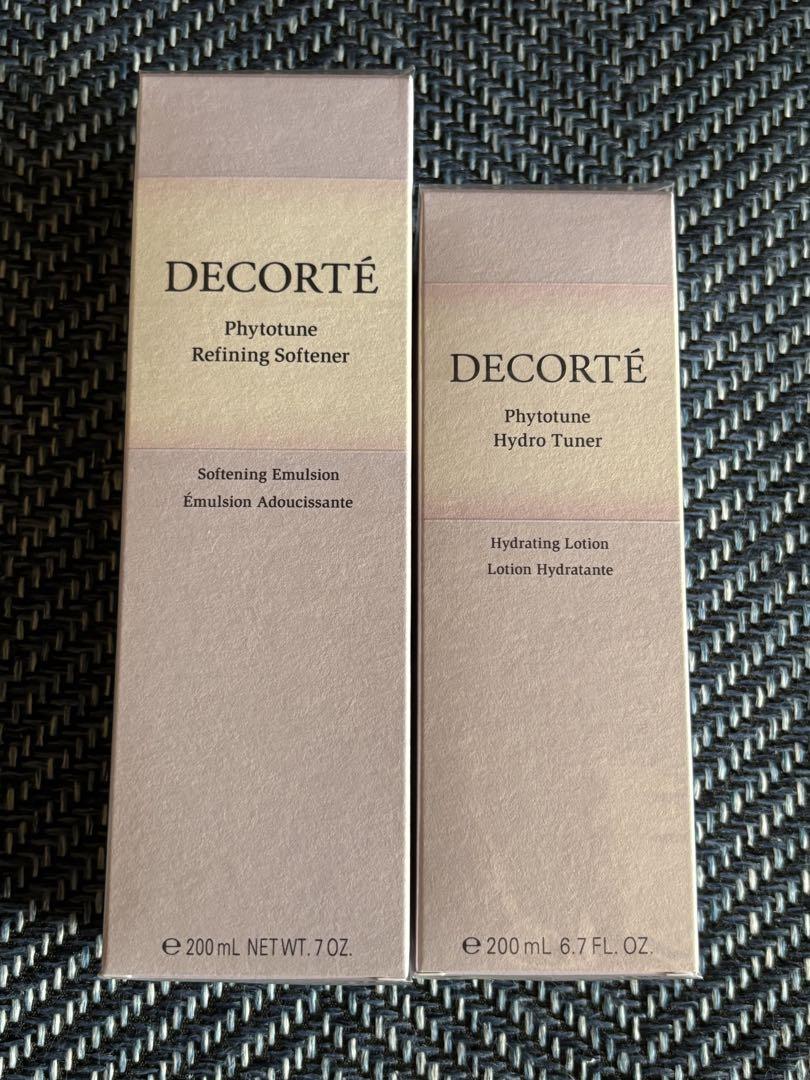 DECORTÉ
Phytotune
Refining Softener
Softening Emulsion
Émulsion Adoucissante
℮ 200 mL NET WT. 7 OZ.
DECORTÉ
Phytotune
Hydro Tuner
Hydrating Lotion
Lotion Hydratante
℮ 200 mL 6.7 FL. OZ.